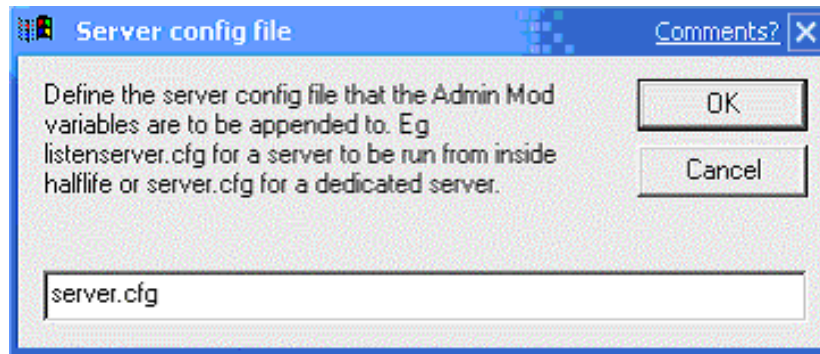 Server config file
Comments?
Define the server config file that the Admin Mod
variables are to be appended to. Eg
listenserver.cfg for a server to be run from inside
halflife or server.cfg for a dedicated server.
OK
Cancel
server.cfg